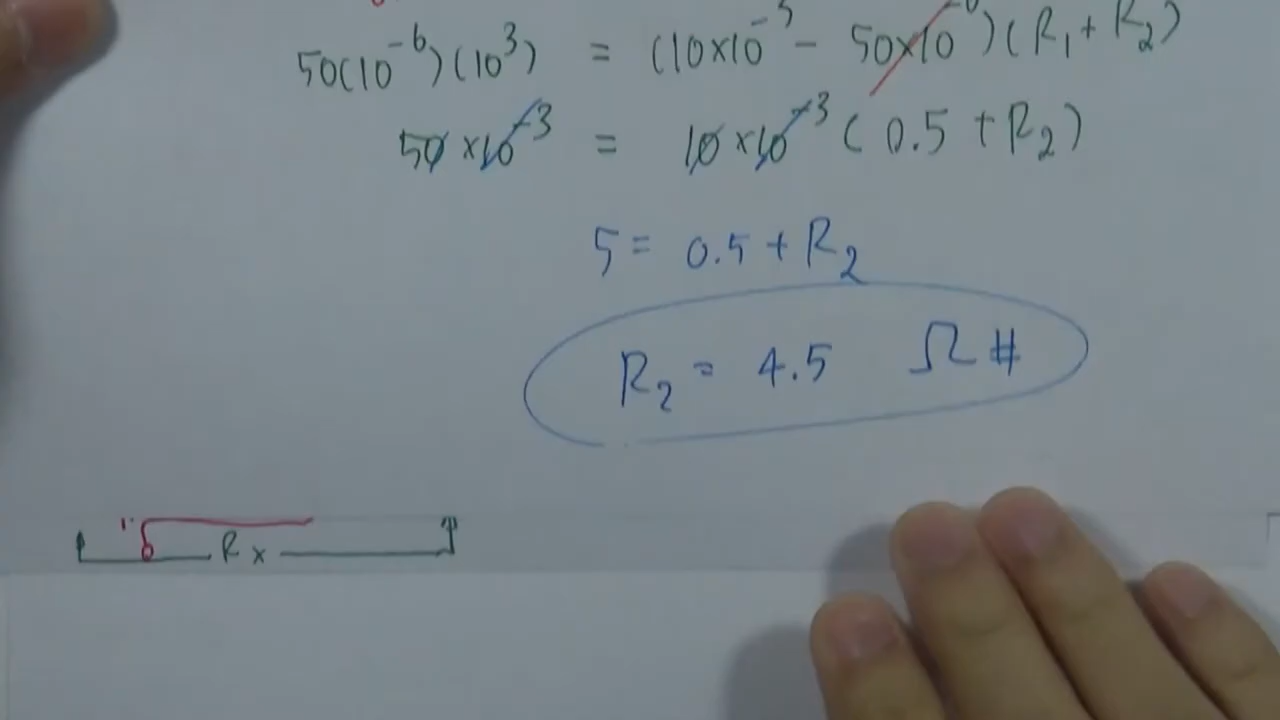 50(10⁻⁶)(10³) = (10×10⁻³ - 50×10⁻⁶)(R₁ + R₂)
50 ×10⁻³ = 10 ×10⁻³ ( 0.5 + R₂)
5 = 0.5 + R₂
R₂ = 4.5 Ω #
Rx